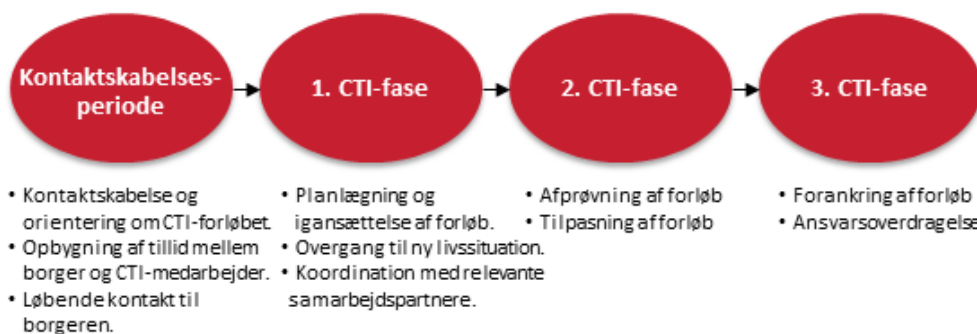 Kontaktskabelses-
periode
1. CTI-fase
2. CTI-fase
3. CTI-fase
• Kontaktskabelse og
orientering om CTI-forløbet.
• Opbygning af tillid mellem
borger og CTI-medarbejder.
• Løbende kontakt til
borgeren.
• Planlægning og
igansættelse af forløb.
• Overgang til ny livssituation.
• Koordination med relevante
samarbejdspartnere.
• Afprøvning af forløb
• Tilpasning af forløb
• Forankring af forløb
• Ansvarsoverdragelse